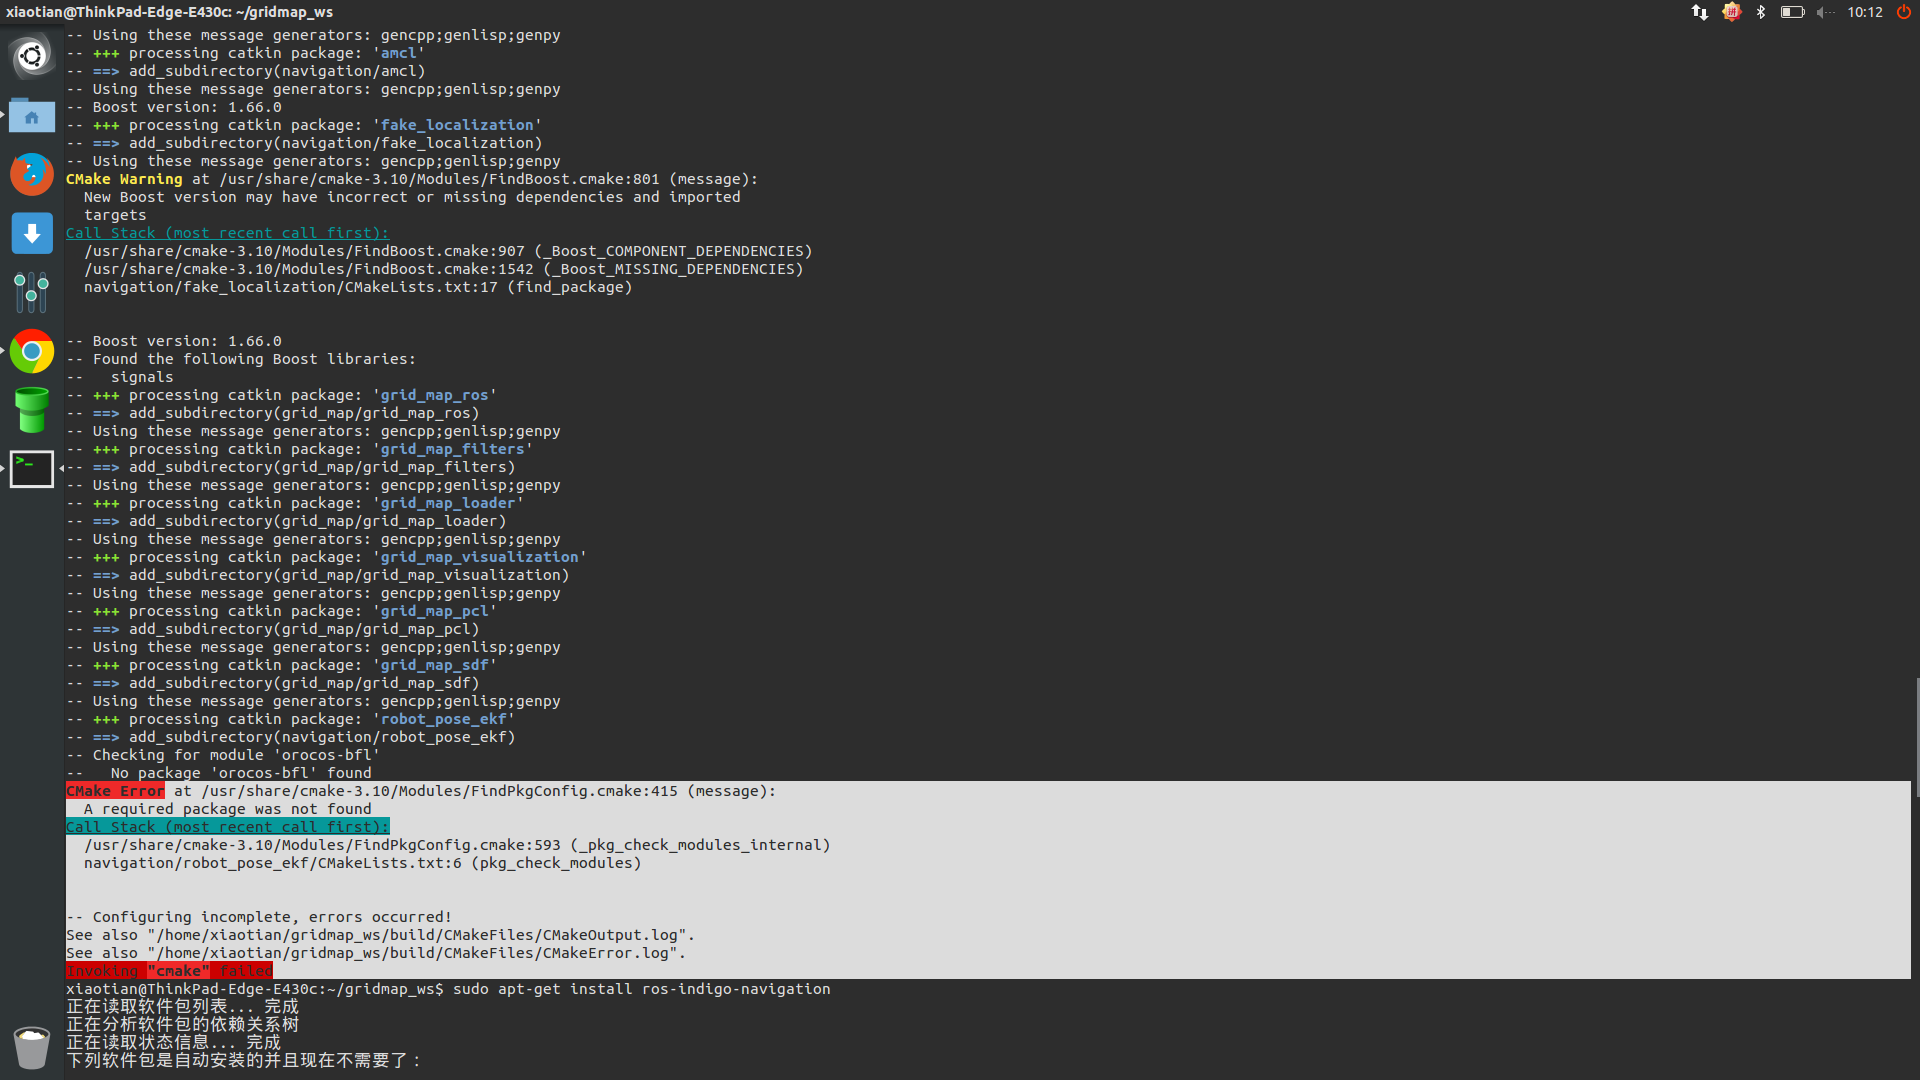 xiaotian@ThinkPad-Edge-E430c: ~/gridmap_ws
10:12
-- Using these message generators: gencpp;genlisp;genpy
-- +++ processing catkin package: 'amcl'
-- ==> add_subdirectory(navigation/amcl)
-- Using these message generators: gencpp;genlisp;genpy
-- Boost version: 1.66.0
-- +++ processing catkin package: 'fake_localization'
-- ==> add_subdirectory(navigation/fake_localization)
-- Using these message generators: gencpp;genlisp;genpy
CMake Warning at /usr/share/cmake-3.10/Modules/FindBoost.cmake:801 (message):
  New Boost version may have incorrect or missing dependencies and imported
  targets
Call Stack (most recent call first):
  /usr/share/cmake-3.10/Modules/FindBoost.cmake:907 (_Boost_COMPONENT_DEPENDENCIES)
  /usr/share/cmake-3.10/Modules/FindBoost.cmake:1542 (_Boost_MISSING_DEPENDENCIES)
  navigation/fake_localization/CMakeLists.txt:17 (find_package)
-- Boost version: 1.66.0
-- Found the following Boost libraries:
--   signals
-- +++ processing catkin package: 'grid_map_ros'
-- ==> add_subdirectory(grid_map/grid_map_ros)
-- Using these message generators: gencpp;genlisp;genpy
-- +++ processing catkin package: 'grid_map_filters'
-- ==> add_subdirectory(grid_map/grid_map_filters)
-- Using these message generators: gencpp;genlisp;genpy
-- +++ processing catkin package: 'grid_map_loader'
-- ==> add_subdirectory(grid_map/grid_map_loader)
-- Using these message generators: gencpp;genlisp;genpy
-- +++ processing catkin package: 'grid_map_visualization'
-- ==> add_subdirectory(grid_map/grid_map_visualization)
-- Using these message generators: gencpp;genlisp;genpy
-- +++ processing catkin package: 'grid_map_pcl'
-- ==> add_subdirectory(grid_map/grid_map_pcl)
-- Using these message generators: gencpp;genlisp;genpy
-- +++ processing catkin package: 'grid_map_sdf'
-- ==> add_subdirectory(grid_map/grid_map_sdf)
-- Using these message generators: gencpp;genlisp;genpy
-- +++ processing catkin package: 'robot_pose_ekf'
-- ==> add_subdirectory(navigation/robot_pose_ekf)
-- Checking for module 'orocos-bfl'
--   No package 'orocos-bfl' found
CMake Error at /usr/share/cmake-3.10/Modules/FindPkgConfig.cmake:415 (message):
  A required package was not found
Call Stack (most recent call first):
  /usr/share/cmake-3.10/Modules/FindPkgConfig.cmake:593 (_pkg_check_modules_internal)
  navigation/robot_pose_ekf/CMakeLists.txt:6 (pkg_check_modules)
-- Configuring incomplete, errors occurred!
See also "/home/xiaotian/gridmap_ws/build/CMakeFiles/CMakeOutput.log".
See also "/home/xiaotian/gridmap_ws/build/CMakeFiles/CMakeError.log".
Invoking "cmake" failed
xiaotian@ThinkPad-Edge-E430c:~/gridmap_ws$ sudo apt-get install ros-indigo-navigation
正在读取软件包列表... 完成
正在分析软件包的依赖关系树
正在读取状态信息... 完成
下列软件包是自动安装的并且现在不需要了：